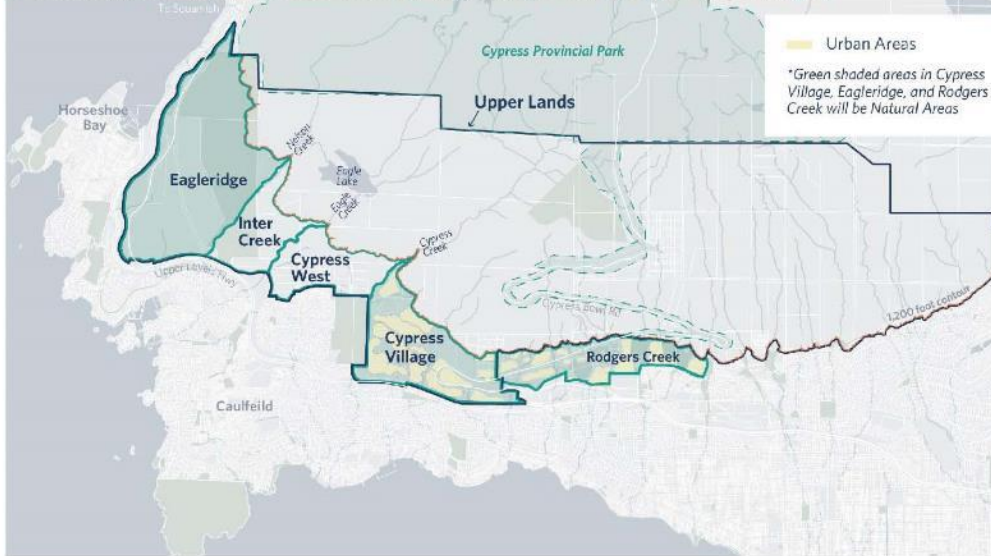 To Squamish
Cypress Provincial Park
Urban Areas
*Green shaded areas in Cypress
Village, Eagleridge, and Rodgers
Creek will be Natural Areas
Horseshoe
Bay
Upper Lands
Nelson
Creek
Eagle
Lake
Eagleridge
Eagle
Creek
Inter
Creek
Cypress
Creek
Cypress
West
Upper Levels Hwy
Cypress Bowl Rd
1,200 foot contour
Cypress
Village
Rodgers Creek
Caulfeild